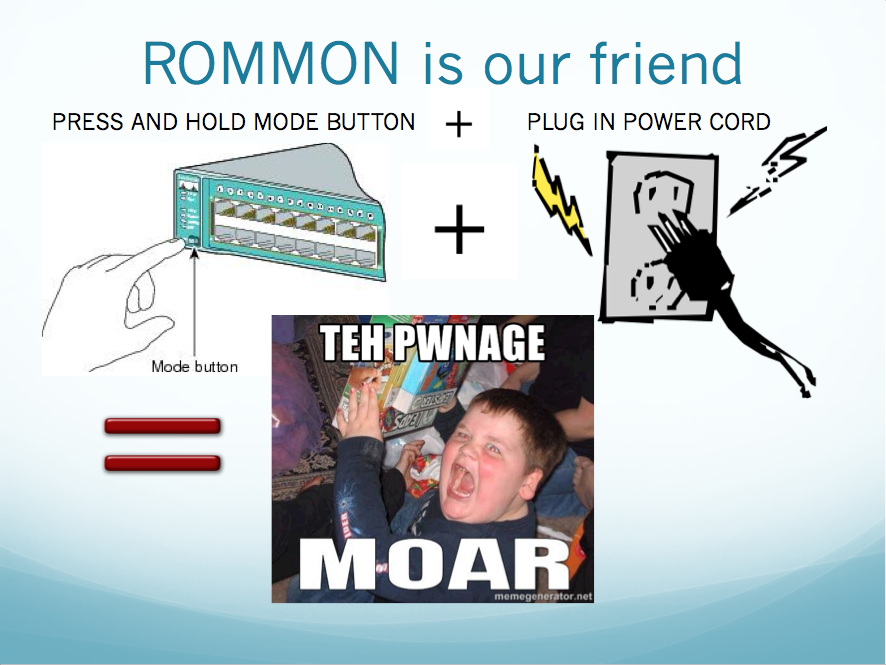 ROMMON is our friend
PRESS AND HOLD MODE BUTTON + PLUG IN POWER CORD
+
Mode button
TEH PWNAGE
MOAR
memegenerator.net